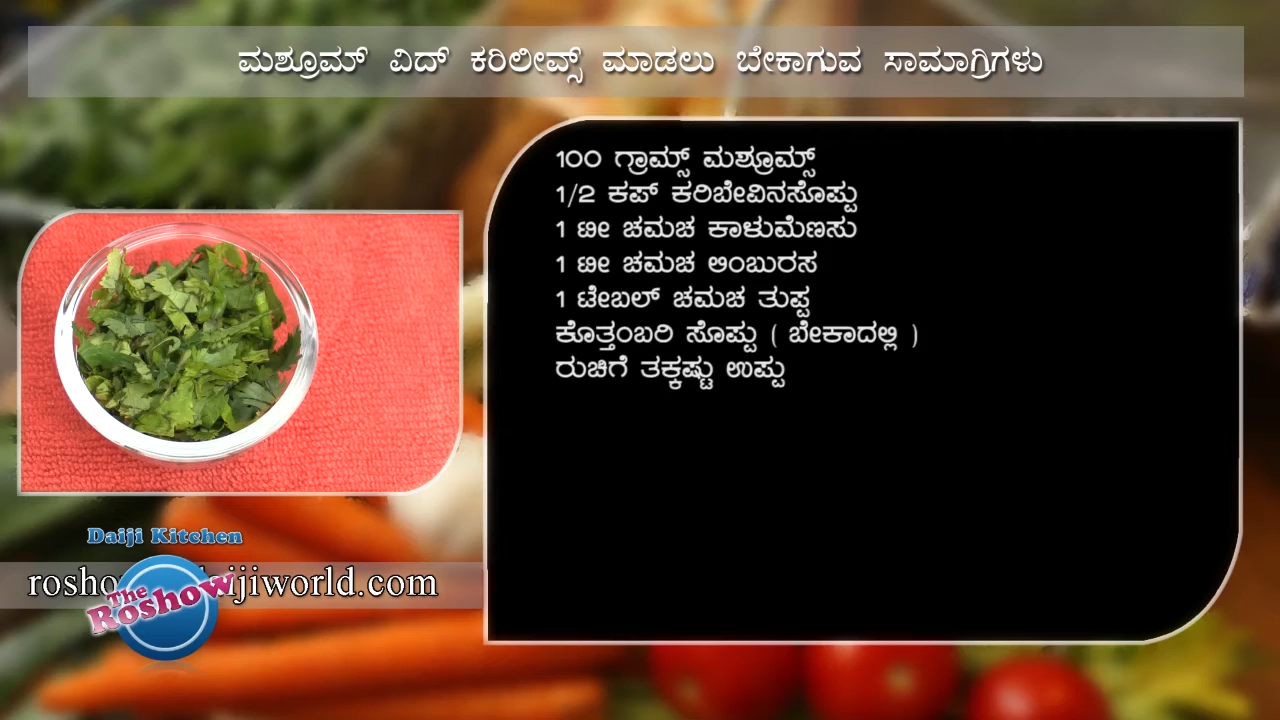 ಮಶ್ರೂಮ್ ವಿದ್ ಕರಿಲೀವ್ಸ್ ಮಾಡಲು ಬೇಕಾಗುವ ಸಾಮಾಗ್ರಿಗಳು
100 ಗ್ರಾಮ್ಸ್ ಮಶ್ರೂಮ್ಸ್
1/2 ಕಪ್ ಕರಿಬೇವಿನಸೊಪ್ಪು
1 ಟೀ ಚಮಚ ಕಾಳುಮೆಣಸು
1 ಟೀ ಚಮಚ ಲಿಂಬುರಸ
1 ಟೇಬಲ್ ಚಮಚ ತುಪ್ಪ
ಕೊತ್ತಂಬರಿ ಸೊಪ್ಪು ( ಬೇಕಾದಲ್ಲಿ )
ರುಚಿಗೆ ತಕ್ಕಷ್ಟು ಉಪ್ಪು
Daiji Kitchen
The
Roshow